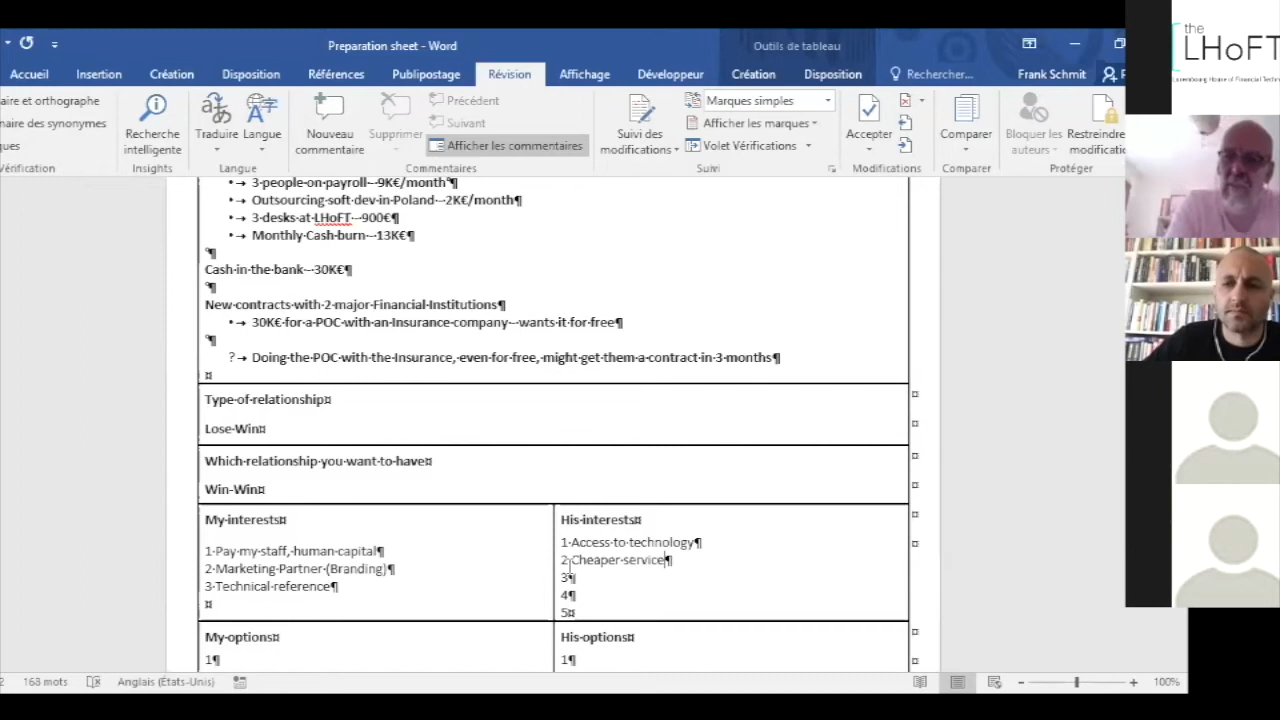 Preparation sheet - Word
Outils de tableau
Accueil
Insertion
Création
Disposition
Références
Publipostage
Révision
Affichage
Développeur
Création
Disposition
Rechercher...
Frank Schmit
aire et orthographe
naire des synonymes
ques
Vérification
Recherche
intelligente
Insights
Traduire
Langue
Langue
Nouveau
commentaire
Supprimer
Précédent
Suivant
Afficher les commentaires
Commentaires
Suivi des
modifications
Marques simples
Afficher les marques
Volet Vérifications
Suivi
Accepter
Modifications
Comparer
Comparer
Bloquer les
auteurs
Restreindre
modificatio
Protéger
• → 3·people·on·payroll·-·9K€/month¶
• → Outsourcing·soft·dev·in·Poland·-·2K€/month¶
• → 3·desks·at·LHoFT·-·900€¶
• → Monthly·Cash·burn·-·13K€¶
¶
Cash·in·the·bank·-·30K€¶
¶
New·contracts·with·2·major·Financial·Institutions¶
• → 30K€·for·a·POC·with·an·Insurance·company·-·wants·it·for·free¶
¶
? → Doing·the·POC·with·the·Insurance,·even·for·free,·might·get·them·a·contract·in·3·months¶
¤
Type·of·relationship¤
Lose-Win¤
Which·relationship·you·want·to·have¤
Win-Win¤
My·interests¤
1·Pay·my·staff,·human·capital¶
2·Marketing·Partner·(Branding)¶
3·Technical·reference¶
¤
His·interests¤
1·Access·to·technology¶
2·Cheaper·service¶
3¶
4¶
5¤
My·options¤
1¶
His·options¤
1¶
2
168 mots
Anglais (États-Unis)
100%
the
LHoFT
Luxembourg House of Financial Techn